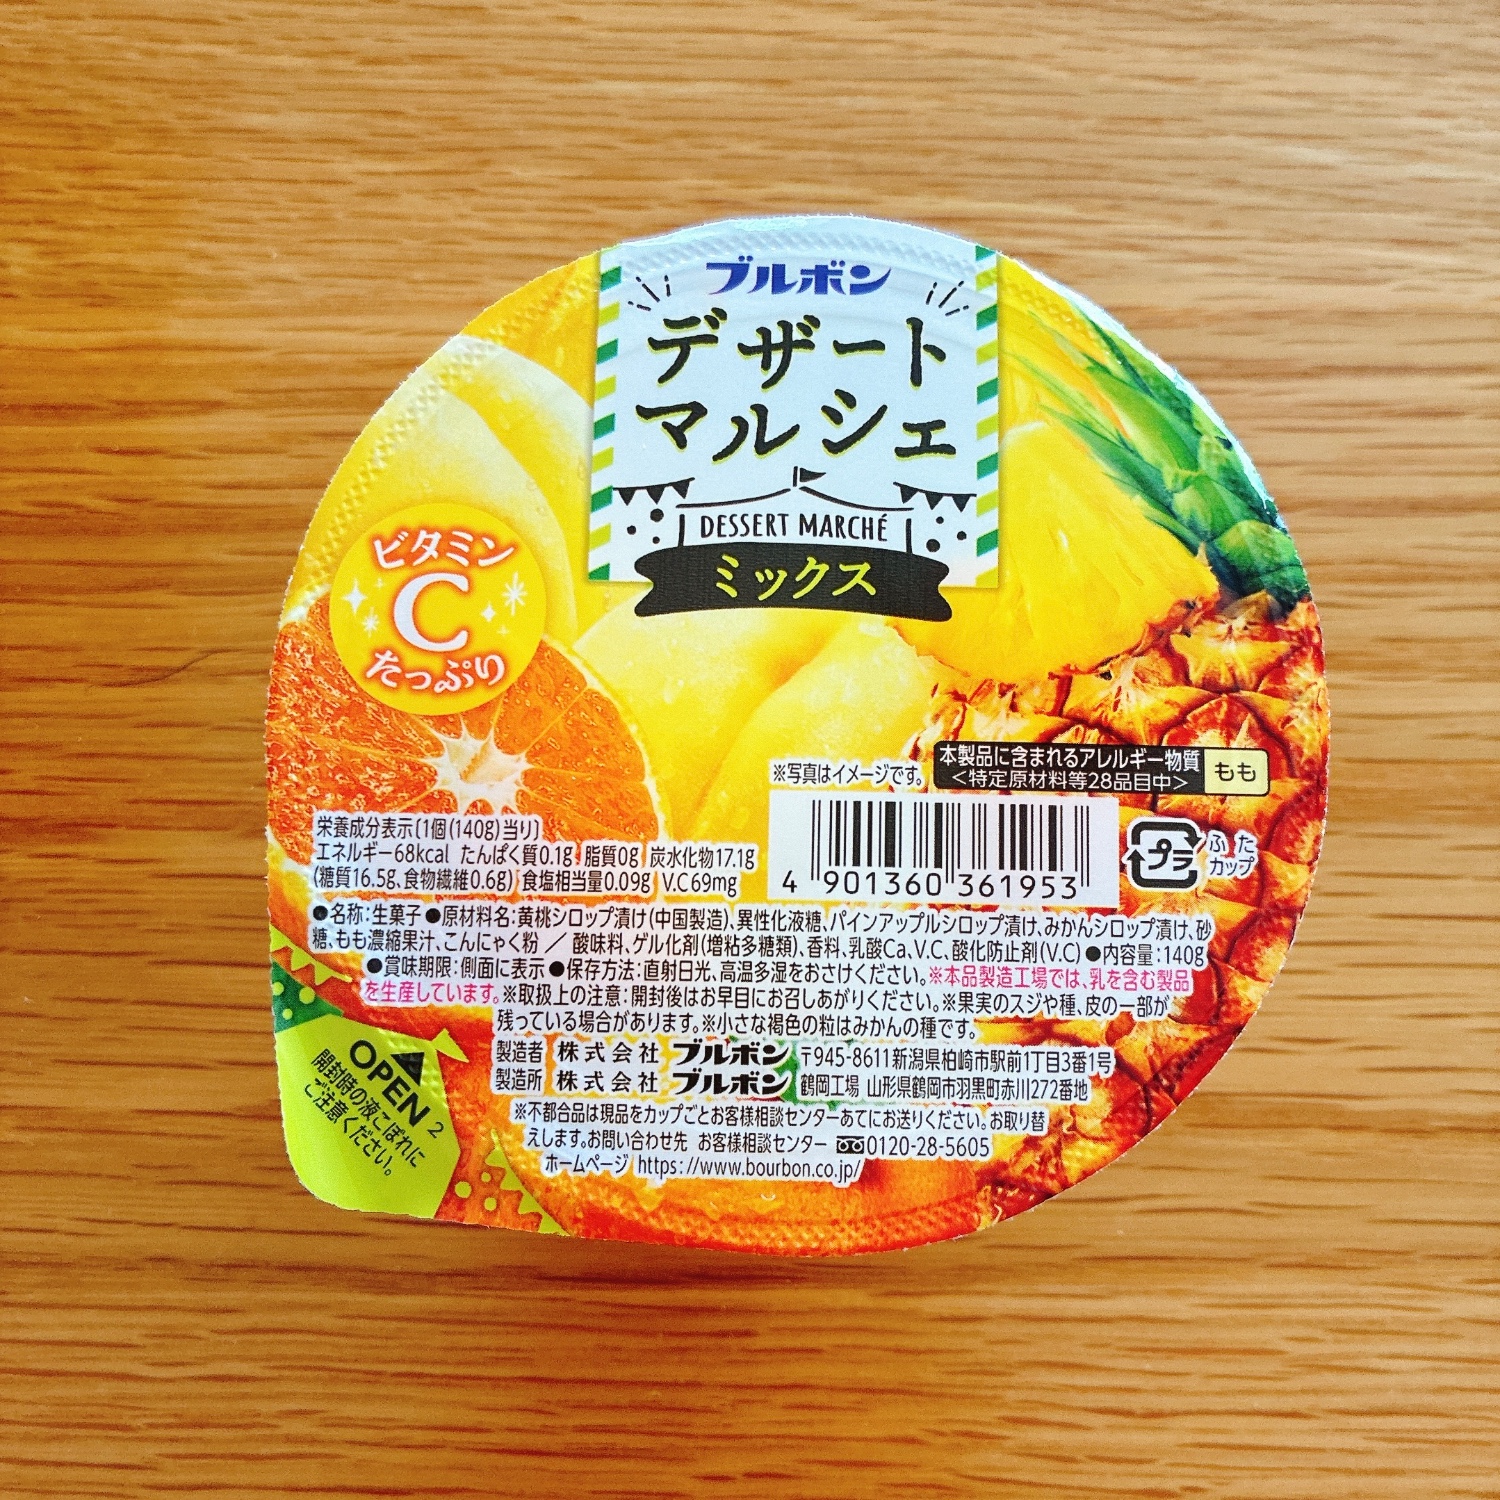 ブルボン
デザート
マルシェ
DESSERT MARCHÉ
ミックス
ビタミン
C
たっぷり
※写真はイメージです。
本製品に含まれるアレルギー物質
<特定原材料等28品目中>
もも
栄養成分表示〔1個(140g)当り〕
エネルギー68kcal たんぱく質0.1g 脂質0g 炭水化物17.1g
(糖質16.5g、食物繊維0.6g) 食塩相当量0.09g V.C 69mg
4 901360 361953
プラ
ふた
カップ
●名称:生菓子●原材料名:黄桃シロップ漬け(中国製造)、異性化液糖、パインアップルシロップ漬け、みかんシロップ漬け、砂
糖、もも濃縮果汁、こんにゃく粉 / 酸味料、ゲル化剤(増粘多糖類)、香料、乳酸Ca、V.C、酸化防止剤(V.C)●内容量:140g
●賞味期限:側面に表示●保存方法:直射日光、高温多湿をおさけください。※本品製造工場では、乳を含む製品
を生産しています。※取扱上の注意:開封後はお早目にお召しあがりください。※果実のスジや種、皮の一部が
残っている場合があります。※小さな褐色の粒はみかんの種です。
製造者 株式会社 ブルボン 〒945-8611新潟県柏崎市駅前1丁目3番1号
製造所 株式会社 ブルボン 鶴岡工場 山形県鶴岡市羽黒町赤川272番地
※不都合品は現品をカップごとお客様相談センターあてにお送りください。お取り替
えします。お問い合わせ先 お客様相談センター 0120-28-5605
ホームページ https://www.bourbon.co.jp/
OPEN 2
開封時の液こぼれに
ご注意ください。